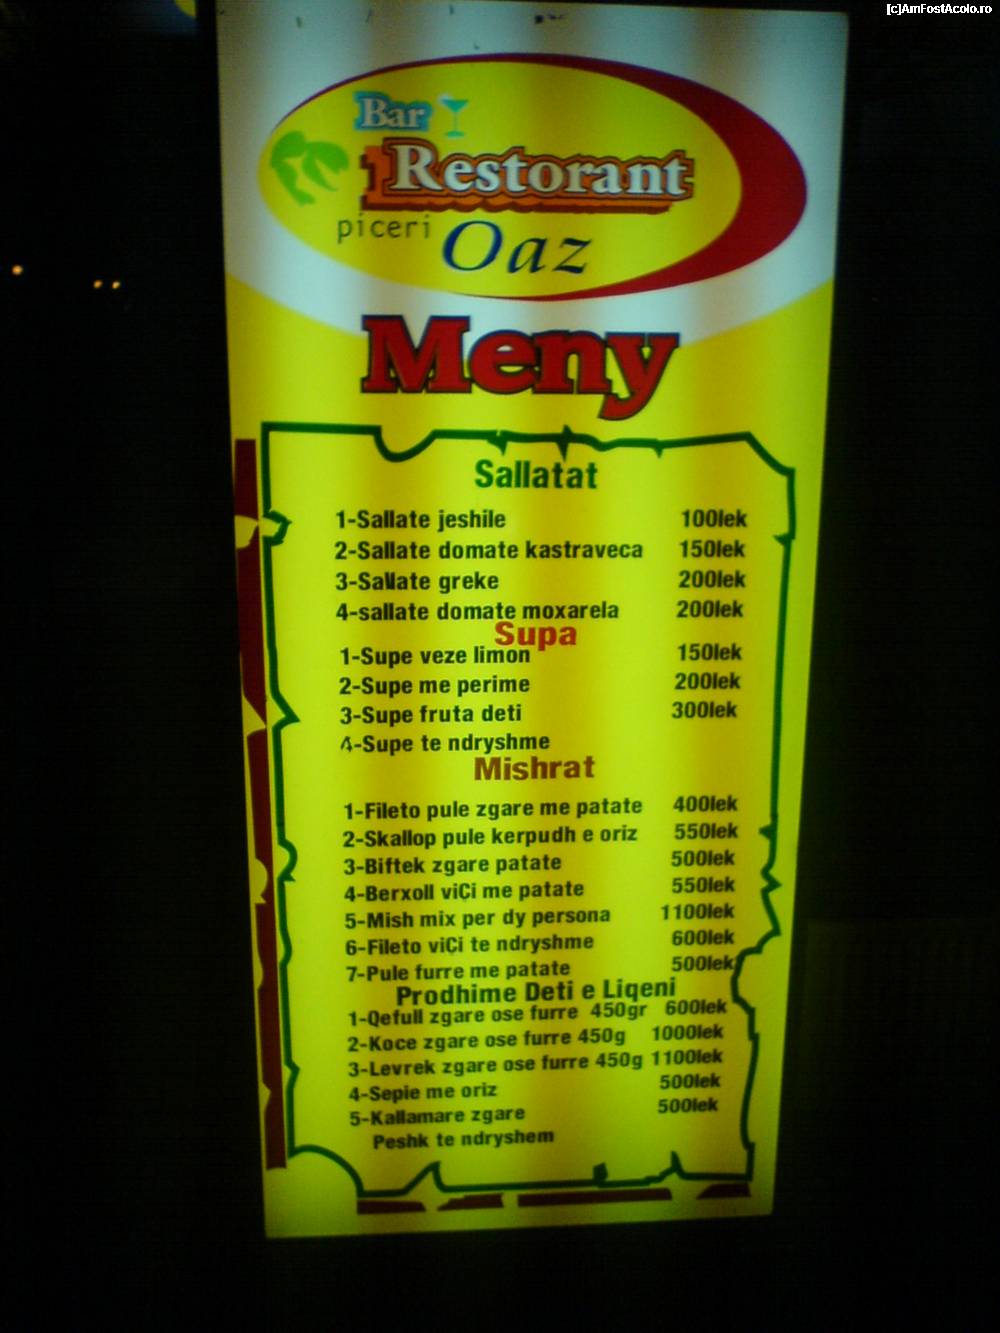 [c]AmFostAcolo.ro
Bar
Restorant
piceri Oaz
Meny
Sallatat
1-Sallate jeshile 100lek
2-Sallate domate kastraveca 150lek
3-Sallate greke 200lek
4-sallate domate moxarela 200lek
Supa
1-Supe veze limon 150lek
2-Supe me perime 200lek
3-Supe fruta deti 300lek
4-Supe te ndryshme
Mishrat
1-Fileto pule zgare me patate 400lek
2-Skallop pule kerpudh e oriz 550lek
3-Biftek zgare patate 500lek
4-Berxoll viÇi me patate 550lek
5-Mish mix per dy persona 1100lek
6-Fileto viÇi te ndryshme 600lek
7-Pule furre me patate 500lek
Prodhime Deti e Liqeni
1-Qefull zgare ose furre 450gr 600lek
2-Koce zgare ose furre 450g 1000lek
3-Levrek zgare ose furre 450g 1100lek
4-Sepie me oriz 500lek
5-Kallamare zgare 500lek
Peshk te ndryshem